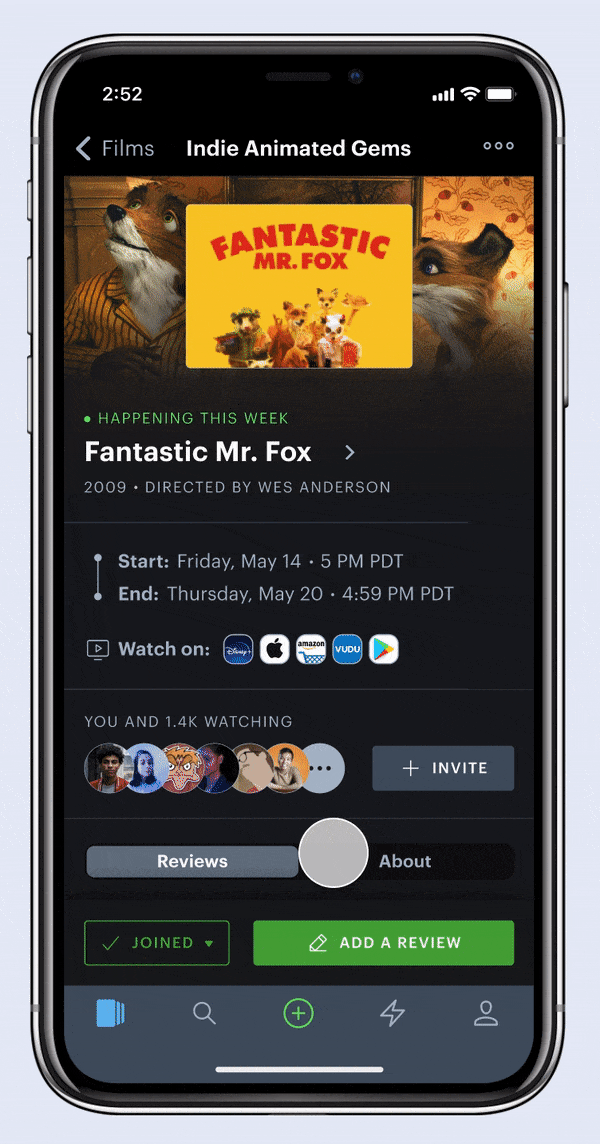 2:52
Films Indie Animated Gems
FANTASTIC
MR. FOX
HAPPENING THIS WEEK
Fantastic Mr. Fox
2009 • DIRECTED BY WES ANDERSON
Start: Friday, May 14 • 5 PM PDT
End: Thursday, May 20 • 4:59 PM PDT
Watch on: Disney+ amazon VUDU
YOU AND 1.4K WATCHING
INVITE
Reviews About
JOINED ADD A REVIEW